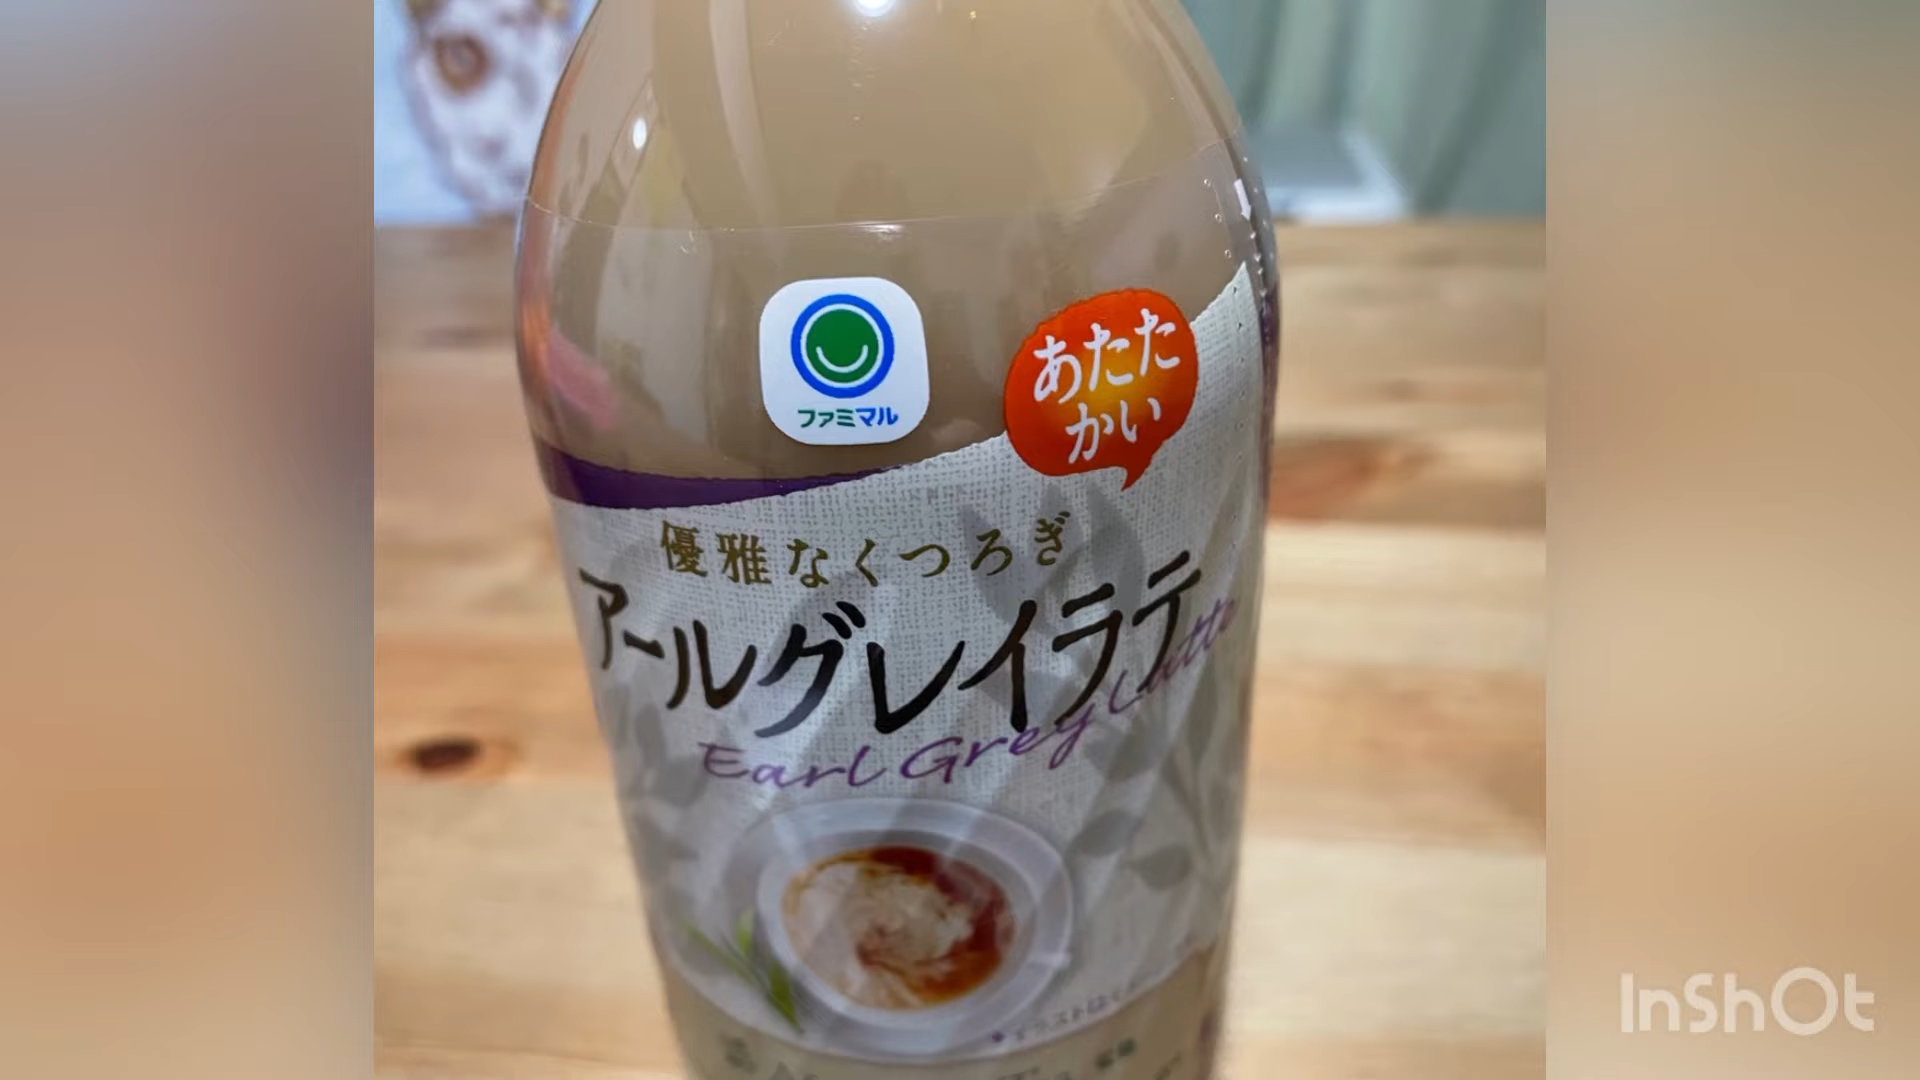 ファミマル
あたた
かい
優雅なくつろぎ
アールグレイラテ
Earl Grey Latte
InShOt